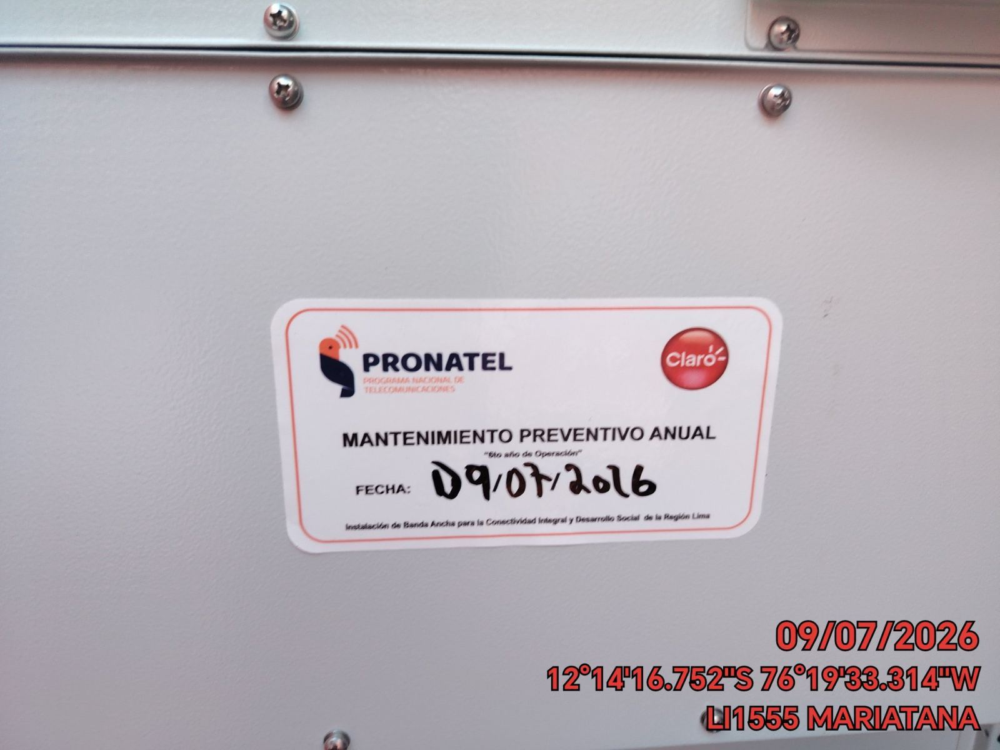 PRONATEL
PROGRAMA NACIONAL DE
TELECOMUNICACIONES
Claro
MANTENIMIENTO PREVENTIVO ANUAL
"6to año de Operación"
FECHA: 09/07/2026
Instalación de Banda Ancha para la Conectividad Integral y Desarrollo Social de la Región Lima
09/07/2026
12°14'16.752"S 76°19'33.314"W
LI1555 MARIATANA